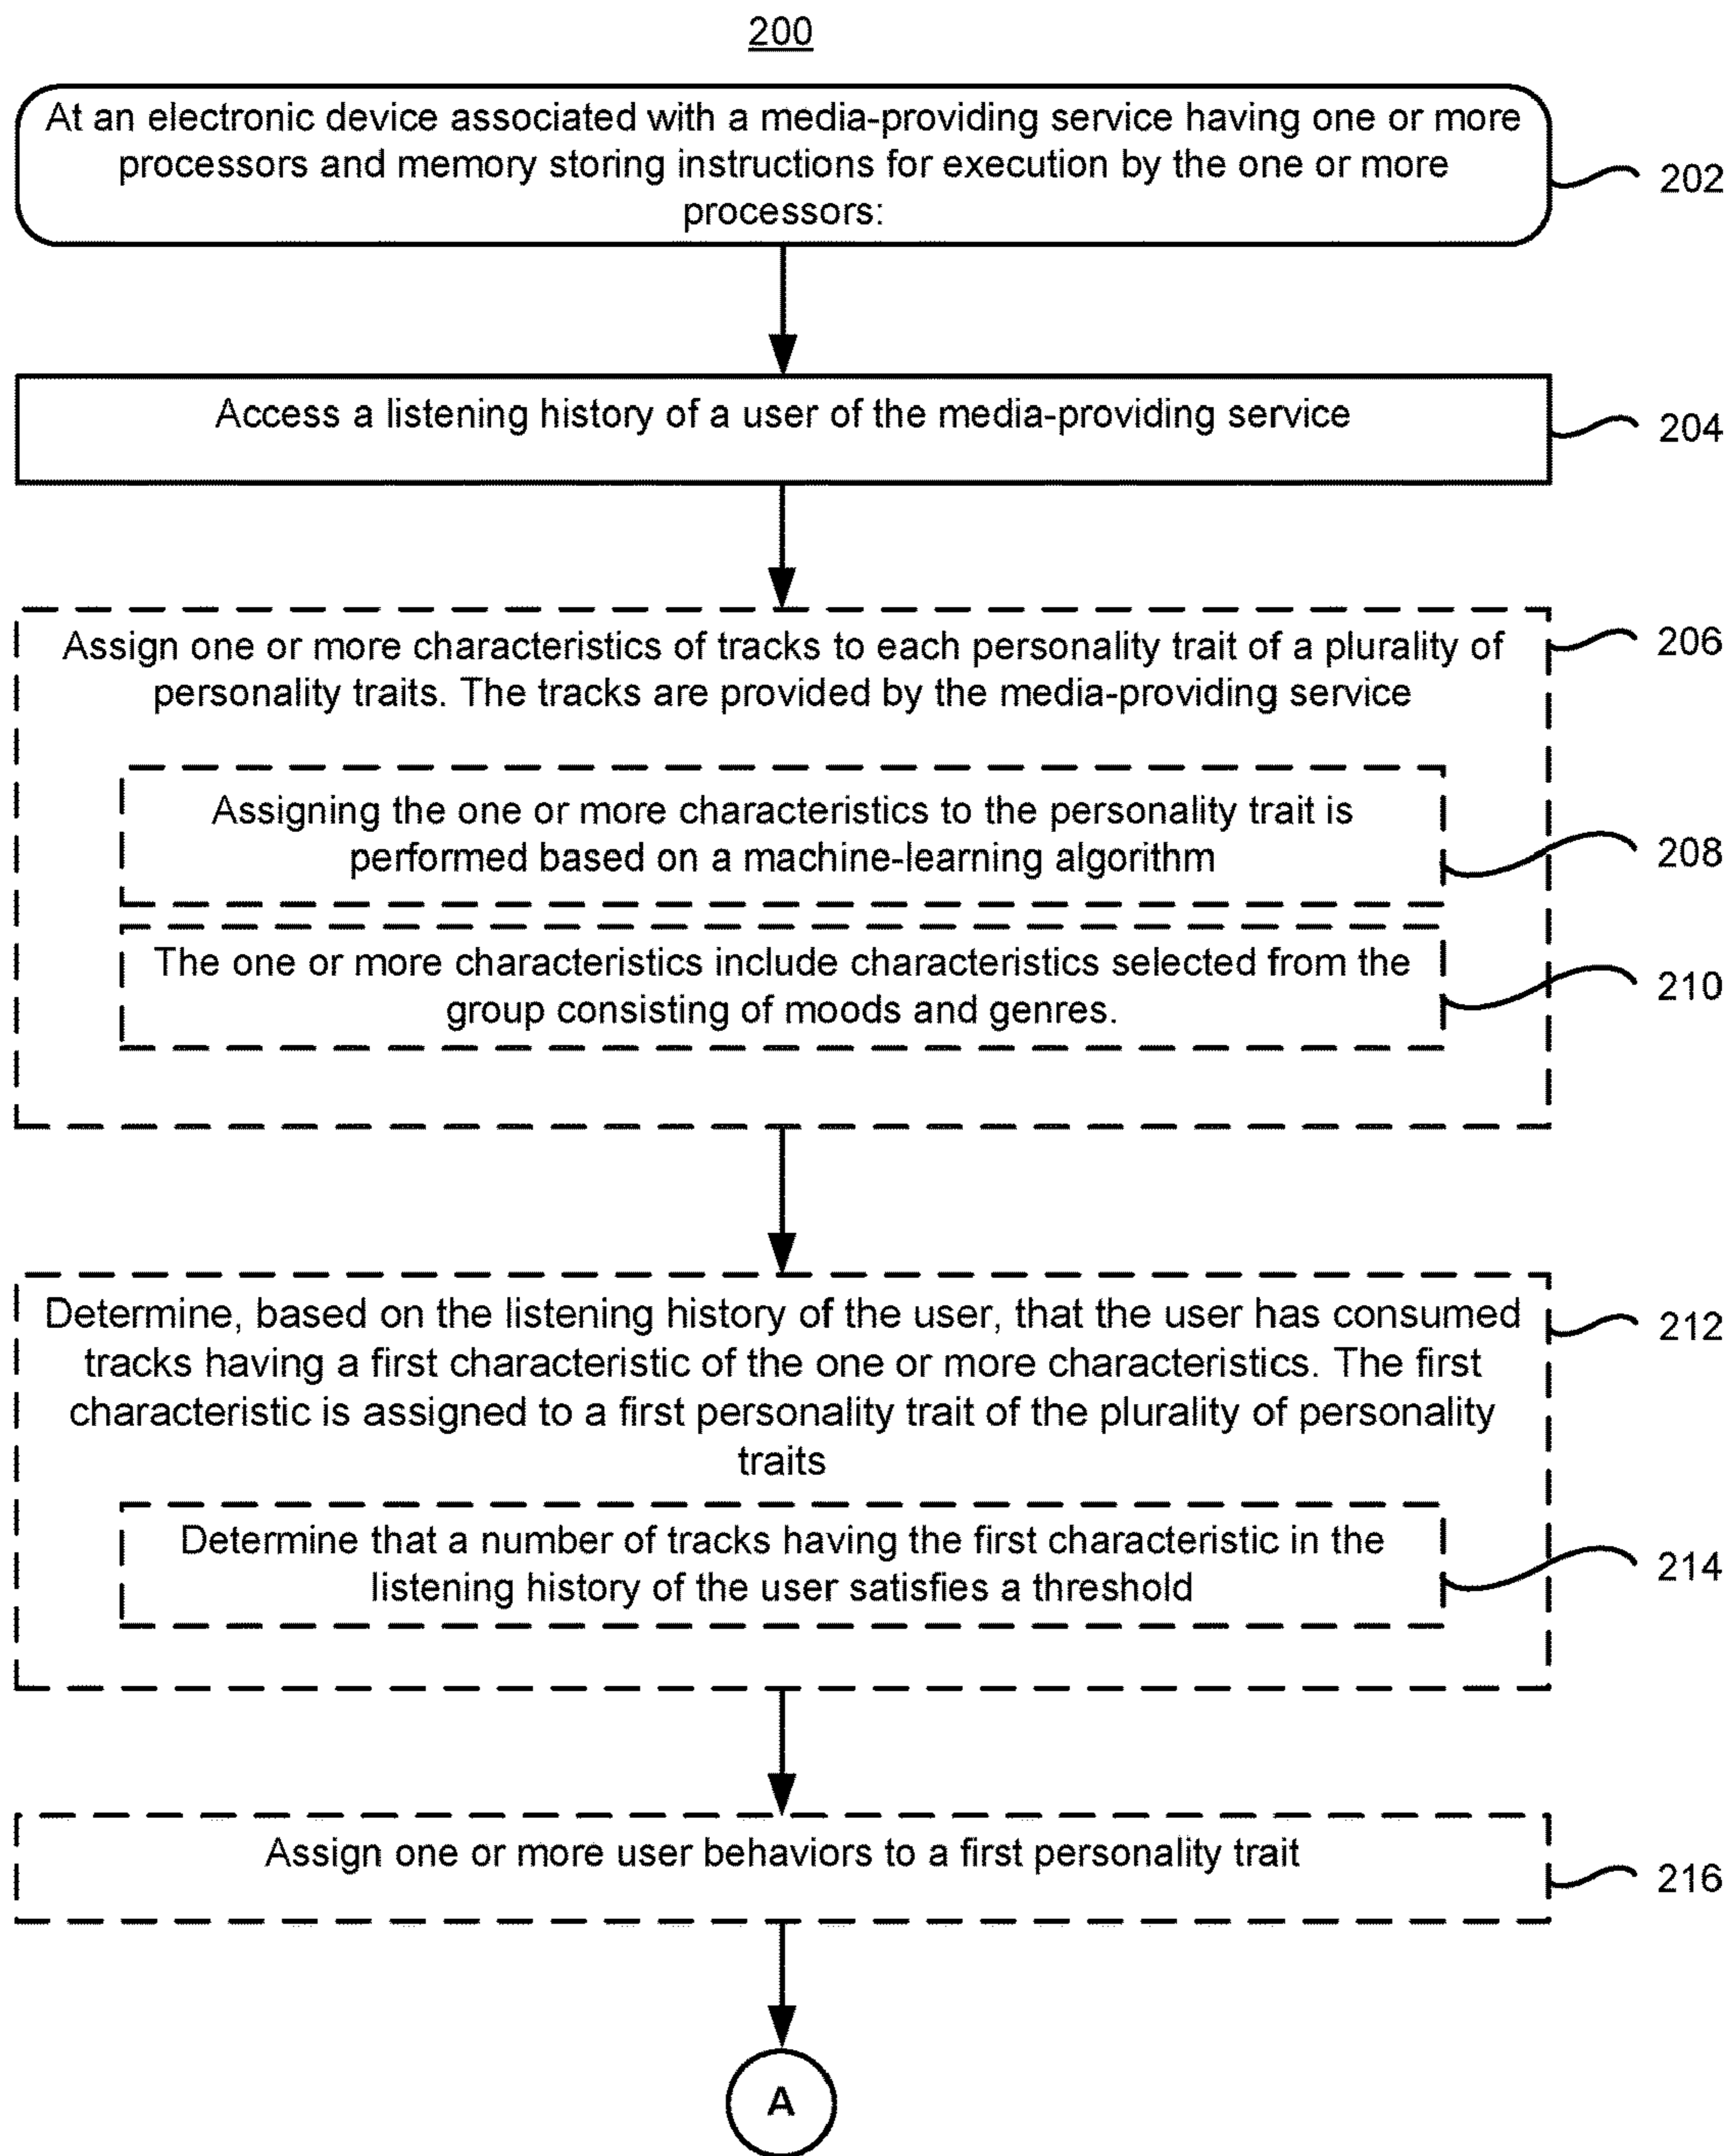 200
At an electronic device associated with a media-providing service having one or more
processors and memory storing instructions for execution by the one or more
processors:
202
Access a listening history of a user of the media-providing service
204
Assign one or more characteristics of tracks to each personality trait of a plurality of
personality traits. The tracks are provided by the media-providing service
206
Assigning the one or more characteristics to the personality trait is
performed based on a machine-learning algorithm
208
The one or more characteristics include characteristics selected from the
group consisting of moods and genres.
210
Determine, based on the listening history of the user, that the user has consumed
tracks having a first characteristic of the one or more characteristics. The first
characteristic is assigned to a first personality trait of the plurality of personality
traits
212
Determine that a number of tracks having the first characteristic in the
listening history of the user satisfies a threshold
214
Assign one or more user behaviors to a first personality trait
216
A